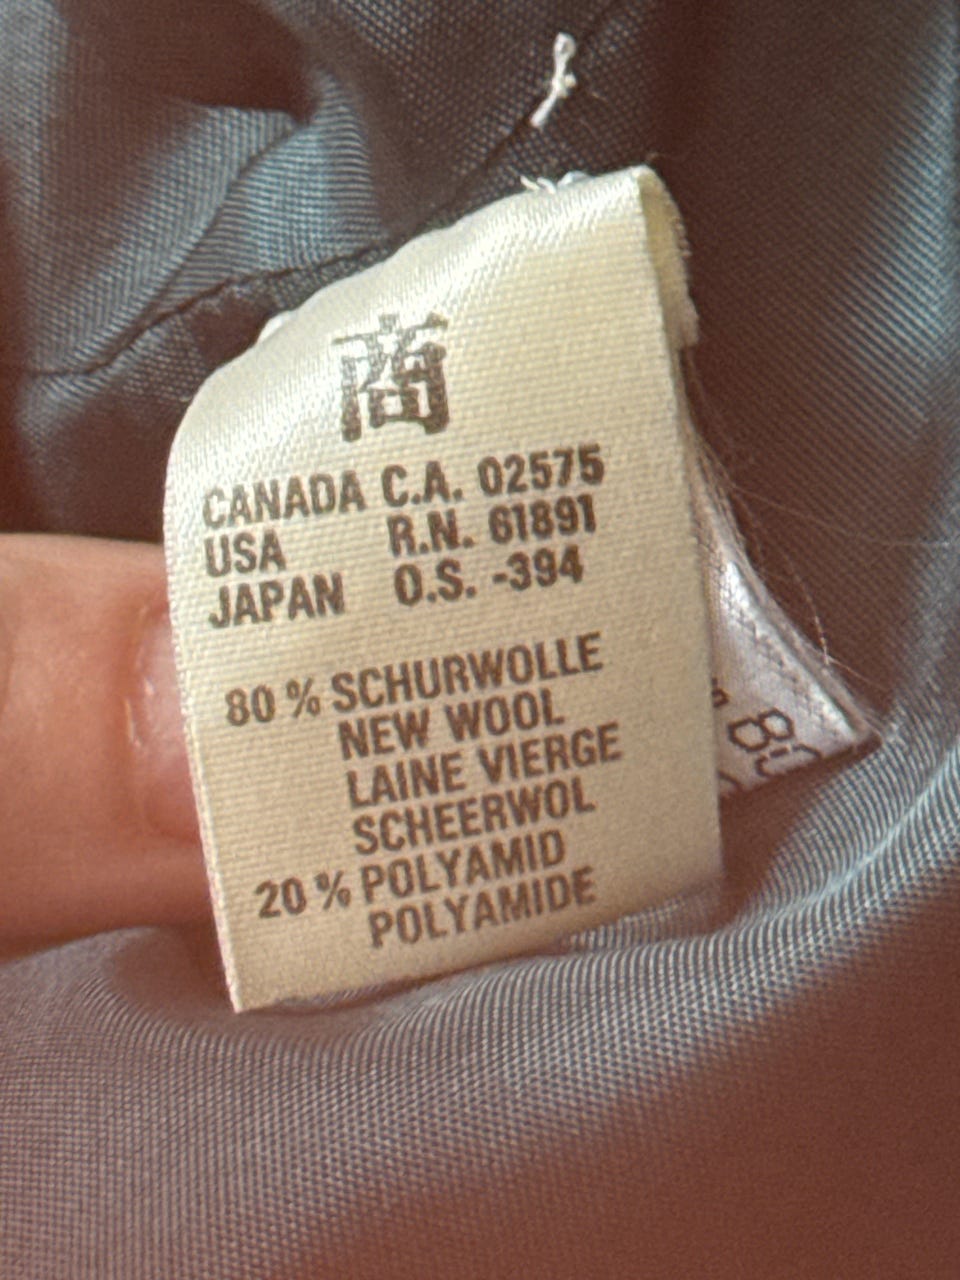 商
CANADA C.A. 02575
USA R.N. 61891
JAPAN O.S. -394
80 % SCHURWOLLE
NEW WOOL
LAINE VIERGE
SCHEERWOL
20 % POLYAMID
POLYAMIDE